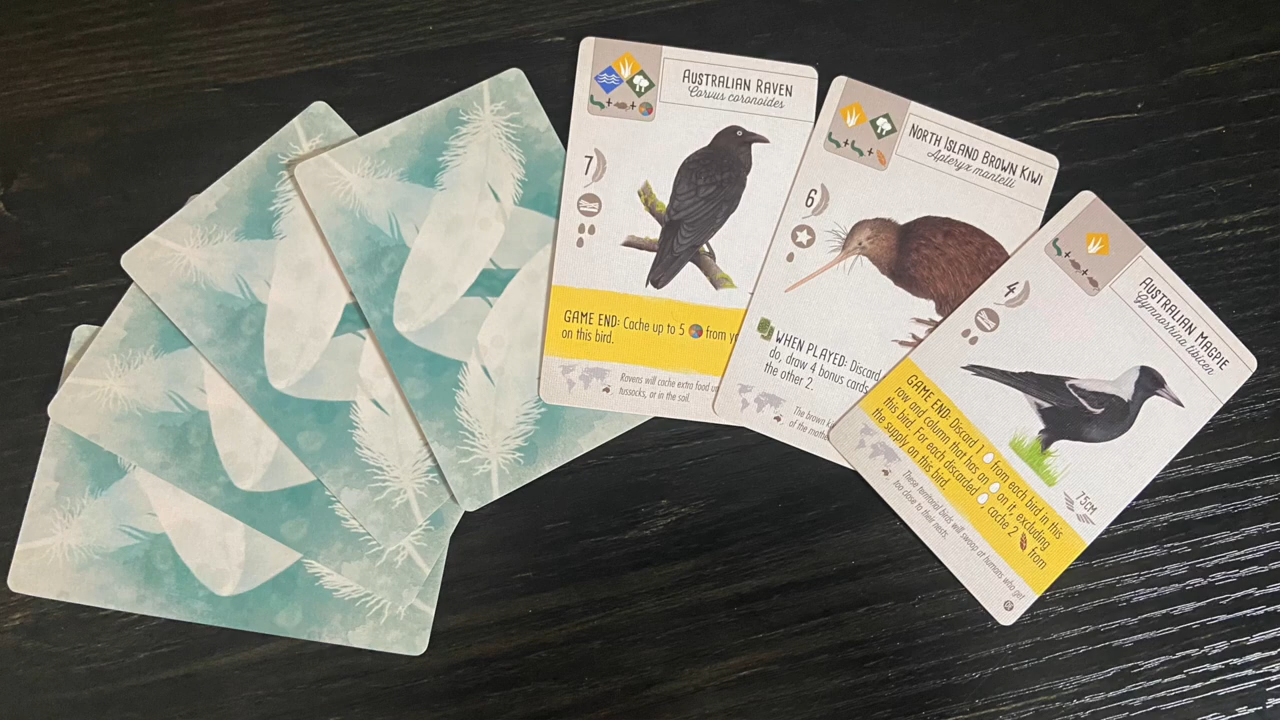 AUSTRALIAN RAVEN
Corvus coronoides
7
GAME END: Cache up to 5 from
on this bird.
Ravens will cache extra food
tussocks, or in the soil.
NORTH ISLAND BROWN KIWI
Apteryx mantelli
6
WHEN PLAYED: Discard
do, draw 4 bonus cards
the other 2.
The brown
of the
AUSTRALIAN MAGPIE
Gymnorhina tibicen
4
75CM
GAME END: Discard 1 from each bird in this
row and column that has an on it, excluding
this bird. For each discarded , cache 2 from
the supply on this bird.
These territorial birds will swoop at humans who get
too close to their nests.